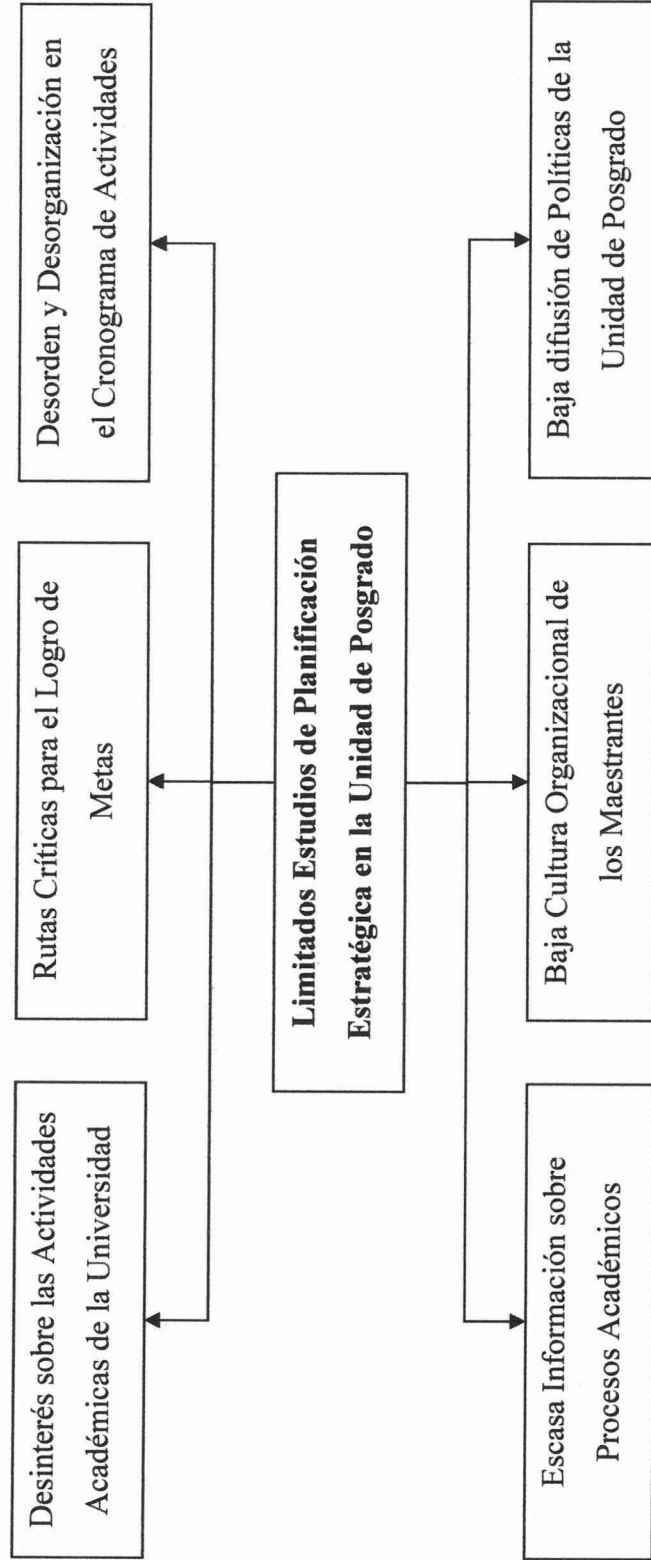 Desinterés sobre las Actividades
Académicas de la Universidad
Rutas Críticas para el Logro de
Metas
Desorden y Desorganización en
el Cronograma de Actividades
Limitados Estudios de Planificación
Estratégica en la Unidad de Posgrado
Escasa Información sobre
Procesos Académicos
Baja Cultura Organizacional de
los Maestrantes
Baja difusión de Políticas de la
Unidad de Posgrado